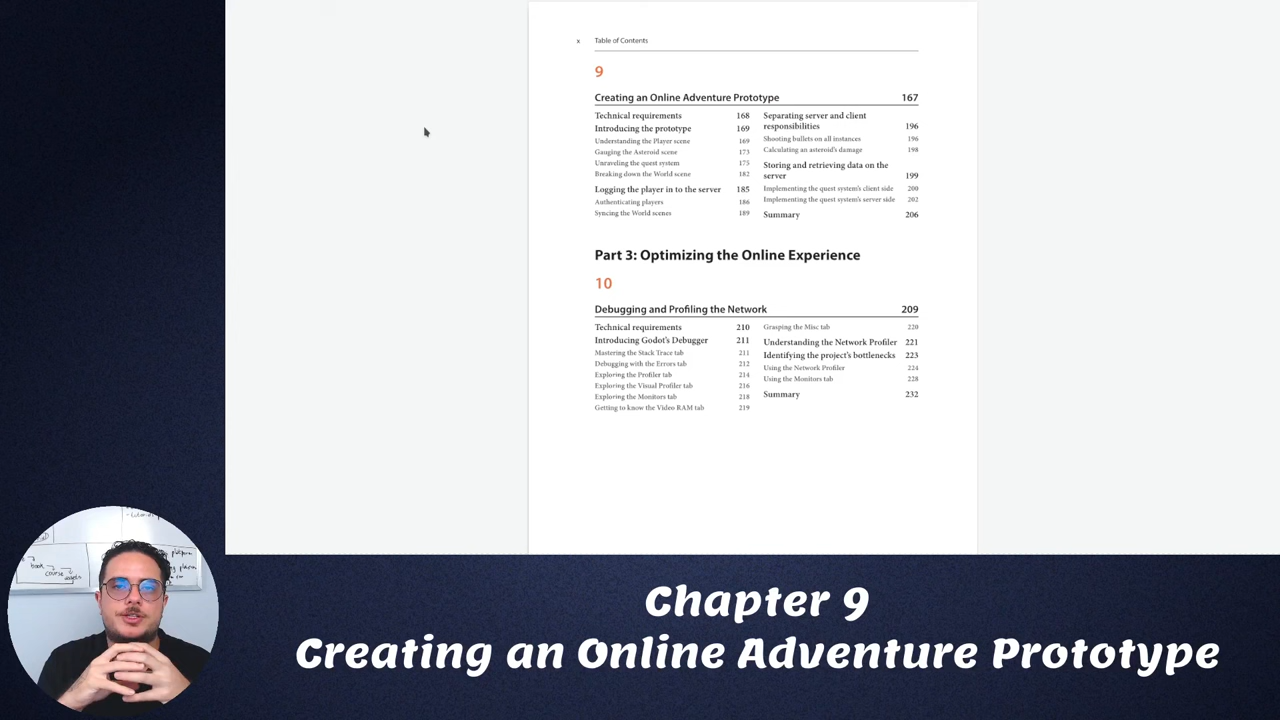 x Table of Contents
9
Creating an Online Adventure Prototype 167
Technical requirements 168
Introducing the prototype 169
Understanding the Player scene 169
Gauging the Asteroid scene 173
Unraveling the quest system 175
Breaking down the World scene 182
Logging the player in to the server 185
Authenticating players 186
Syncing the World scenes 189
Separating server and client
responsibilities 196
Shooting bullets on all instances 196
Calculating an asteroid's damage 198
Storing and retrieving data on the
server 199
Implementing the quest system's client side 200
Implementing the quest system's server side 202
Summary 206
Part 3: Optimizing the Online Experience
10
Debugging and Profiling the Network 209
Technical requirements 210
Introducing Godot's Debugger 211
Mastering the Stack Trace tab 211
Debugging with the Errors tab 212
Exploring the Profiler tab 214
Exploring the Visual Profiler tab 216
Exploring the Monitors tab 218
Getting to know the Video RAM tab 219
Grasping the Misc tab 220
Understanding the Network Profiler 221
Identifying the project's bottlenecks 223
Using the Network Profiler 224
Using the Monitors tab 228
Summary 232
book
course
assets
Chapter 9
Creating an Online Adventure Prototype